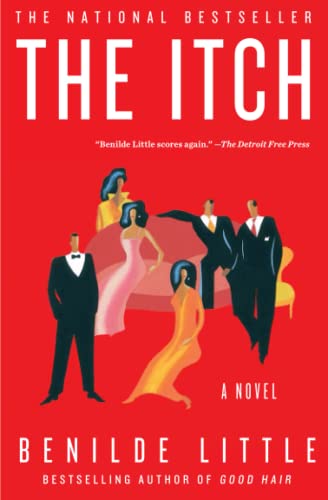 THE NATIONAL BESTSELLER
THE ITCH
"Benilde Little scores again." —The Detroit Free Press
A NOVEL
BENILDE LITTLE
BESTSELLING AUTHOR OF GOOD HAIR